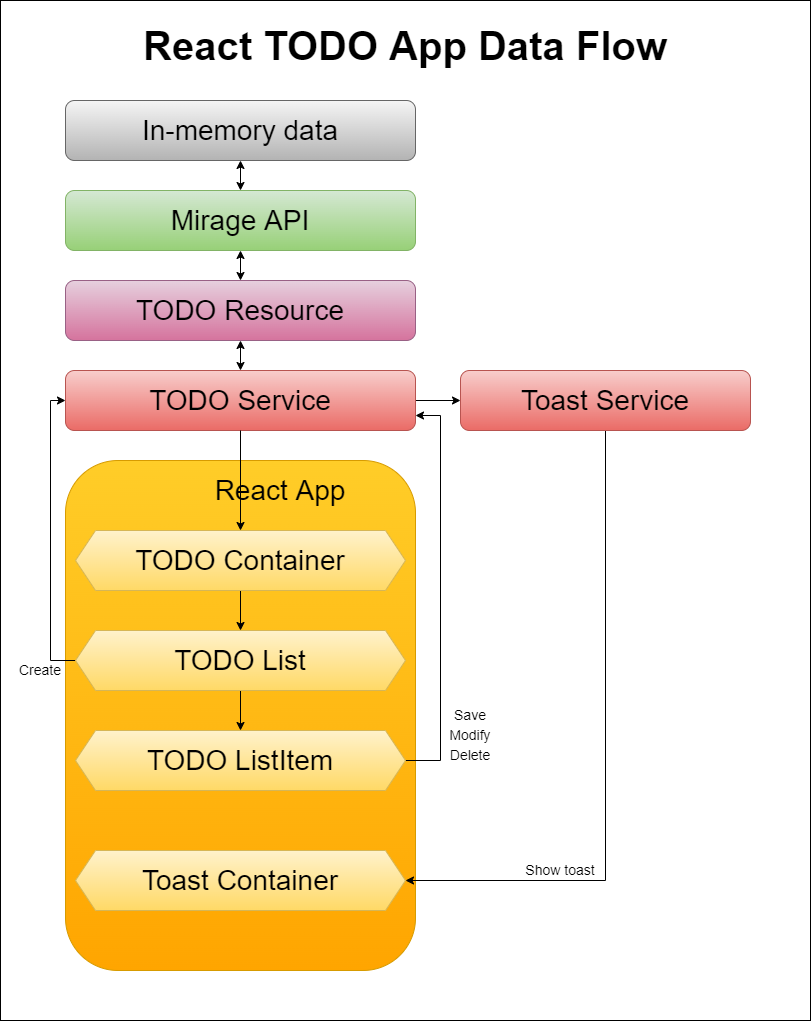 React TODO App Data Flow
In-memory data
Mirage API
TODO Resource
TODO Service
Toast Service
React App
TODO Container
TODO List
Create
TODO ListItem
Save
Modify
Delete
Toast Container
Show toast